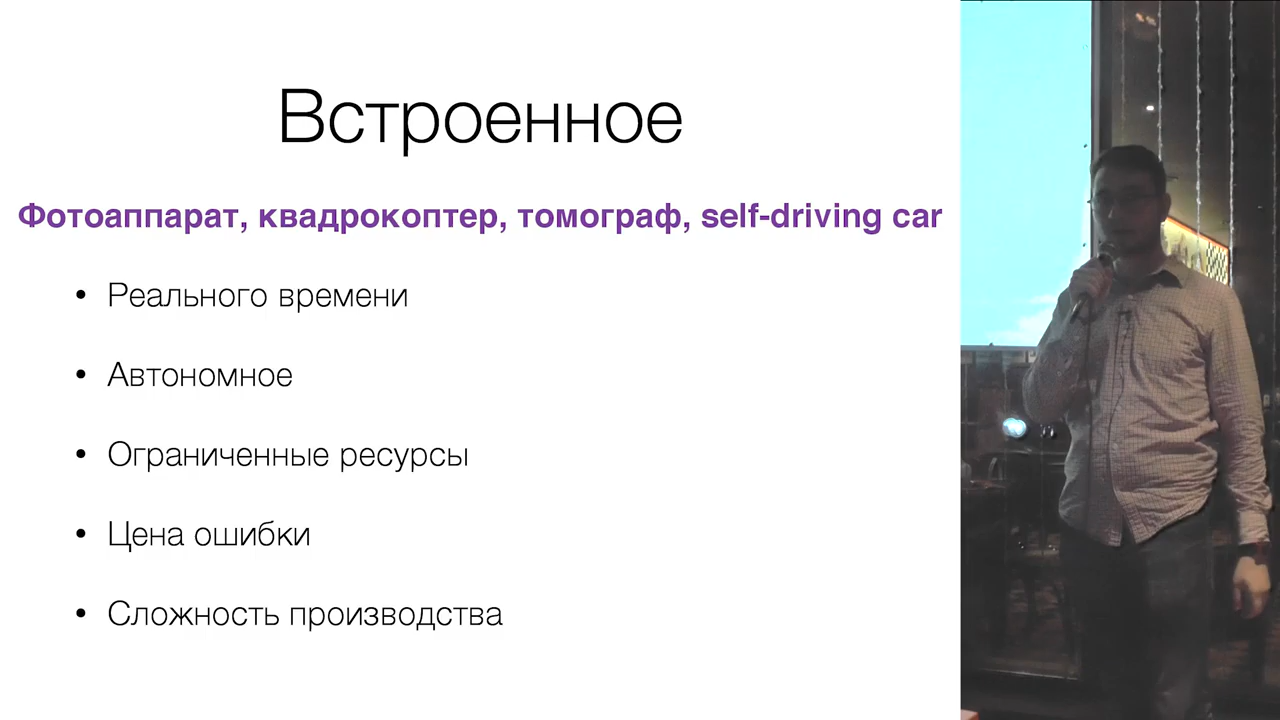 Встроенное
Фотоаппарат, квадрокоптер, томограф, self-driving car
• Реального времени
• Автономное
• Ограниченные ресурсы
• Цена ошибки
• Сложность производства